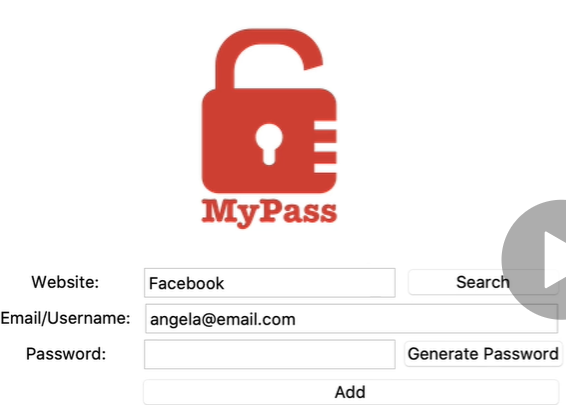 MyPass
Website: Facebook Search
Email/Username: angela@email.com
Password: Generate Password
Add